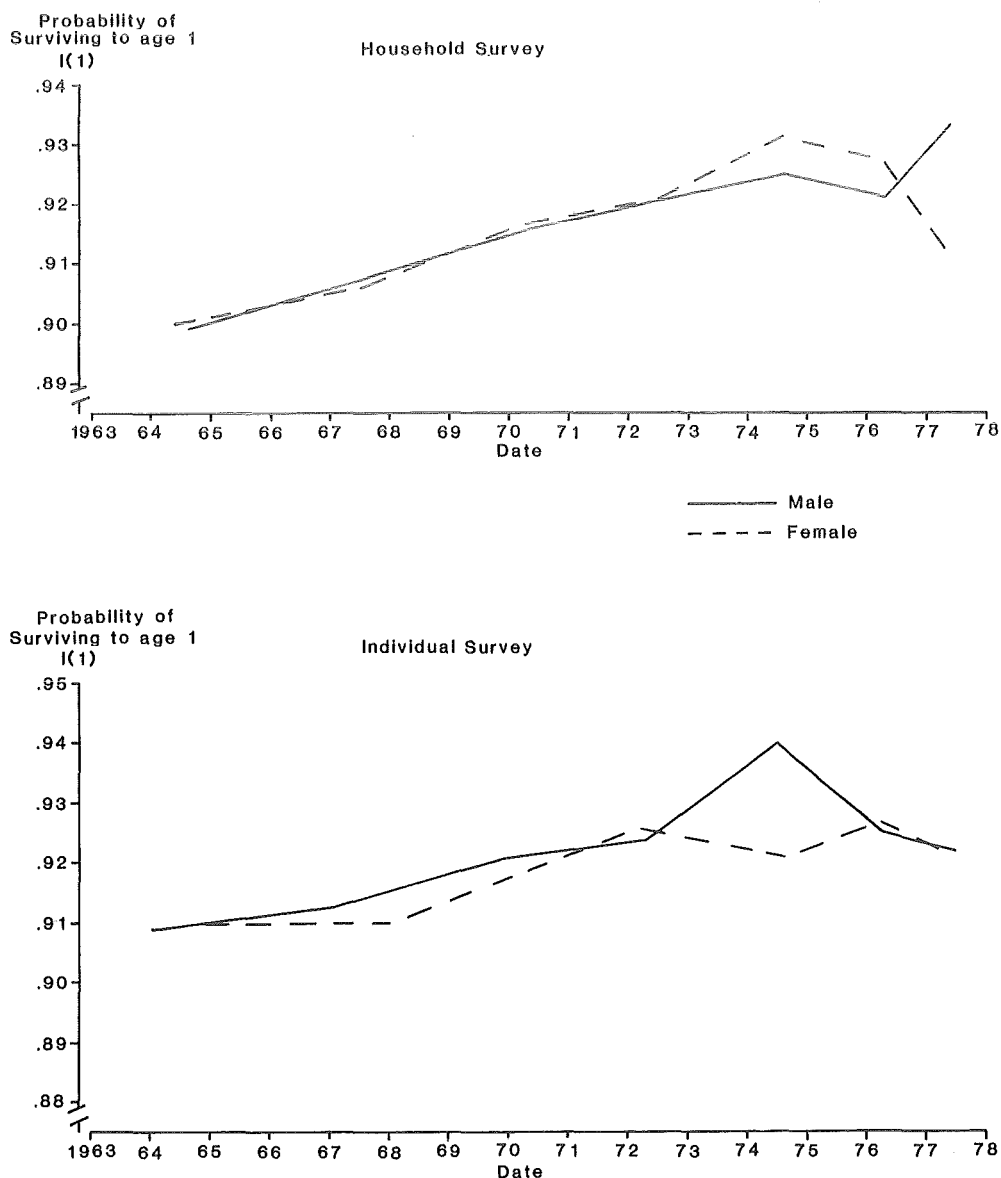 Probability of
Surviving to age 1
l(1)
Household Survey
.94
.93
.92
.91
.90
.89
1963 64 65 66 67 68 69 70 71 72 73 74 75 76 77 78
Date
Male
Female
Probability of
Surviving to age 1
l(1)
Individual Survey
.95
.94
.93
.92
.91
.90
.89
.88
1963 64 65 66 67 68 69 70 71 72 73 74 75 76 77 78
Date